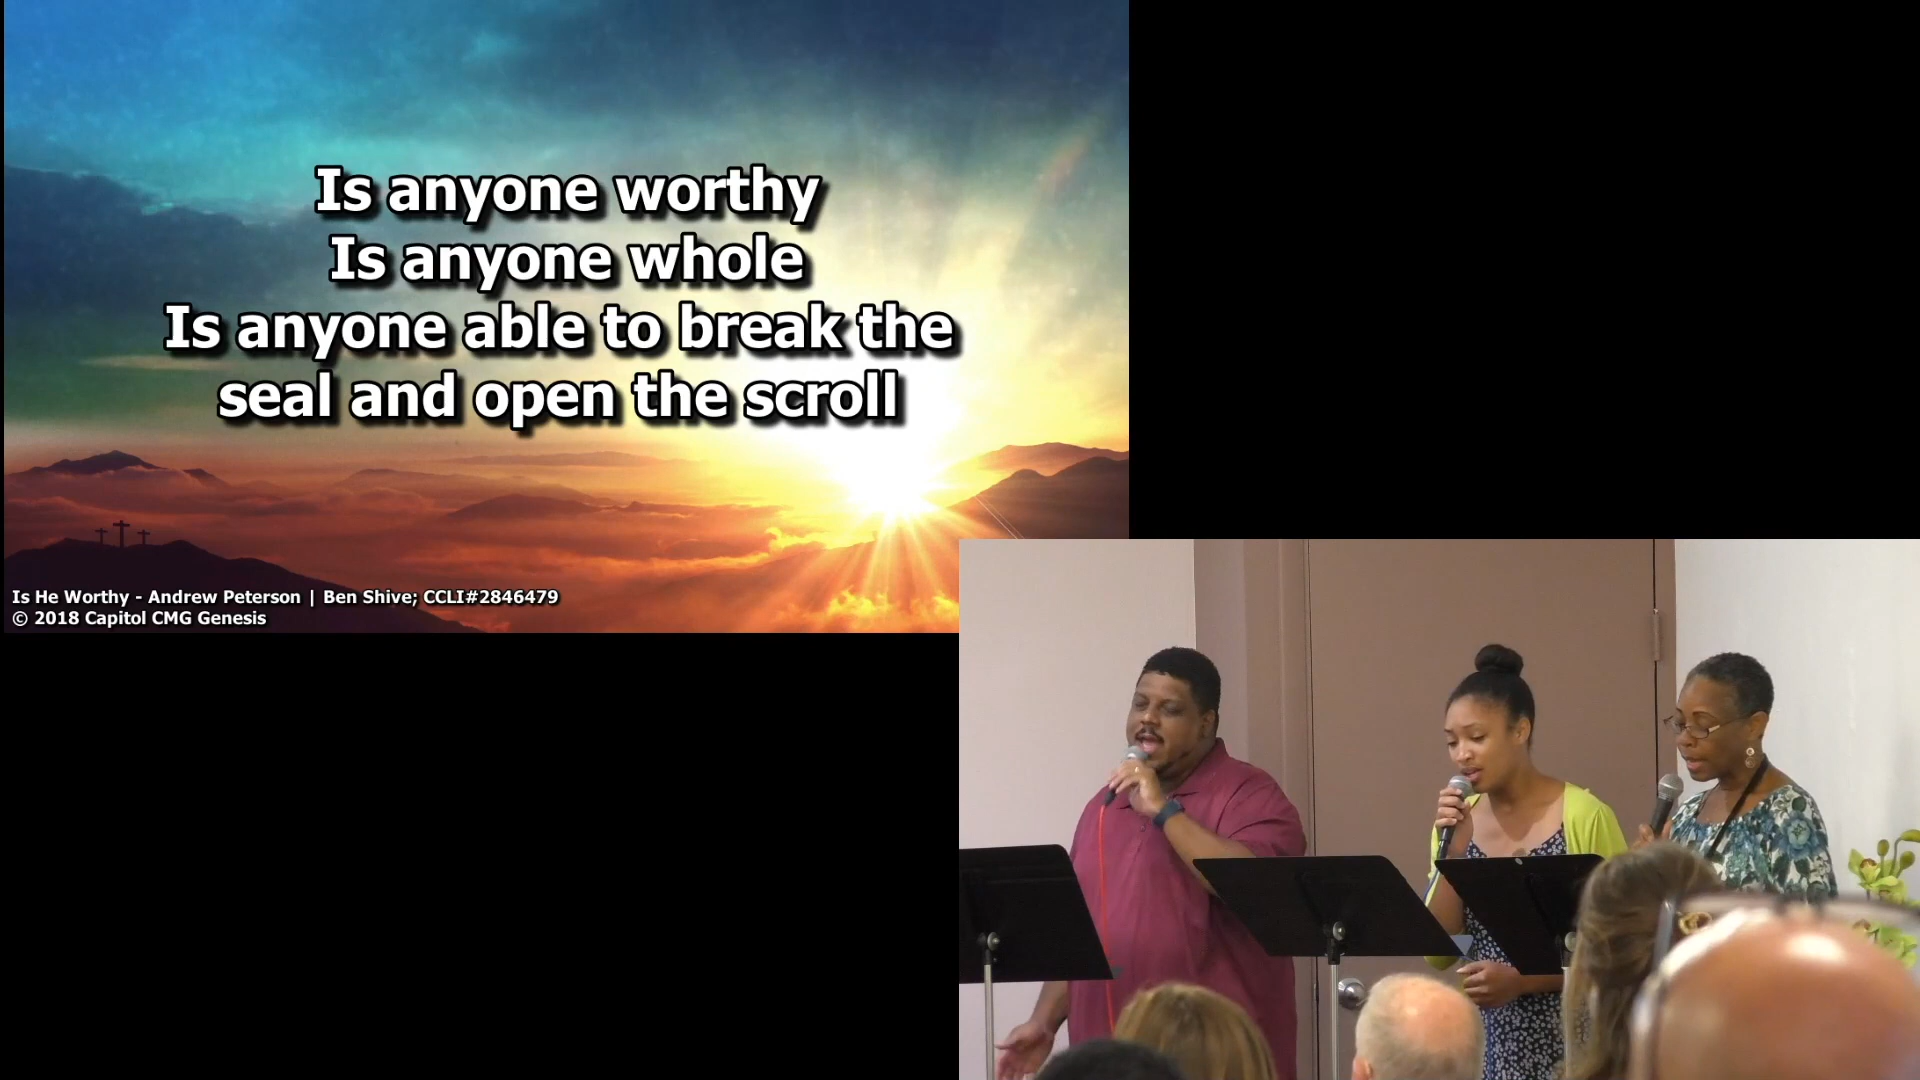 Is anyone worthy
Is anyone whole
Is anyone able to break the
seal and open the scroll
Is He Worthy - Andrew Peterson | Ben Shive; CCLI#2846479
© 2018 Capitol CMG Genesis